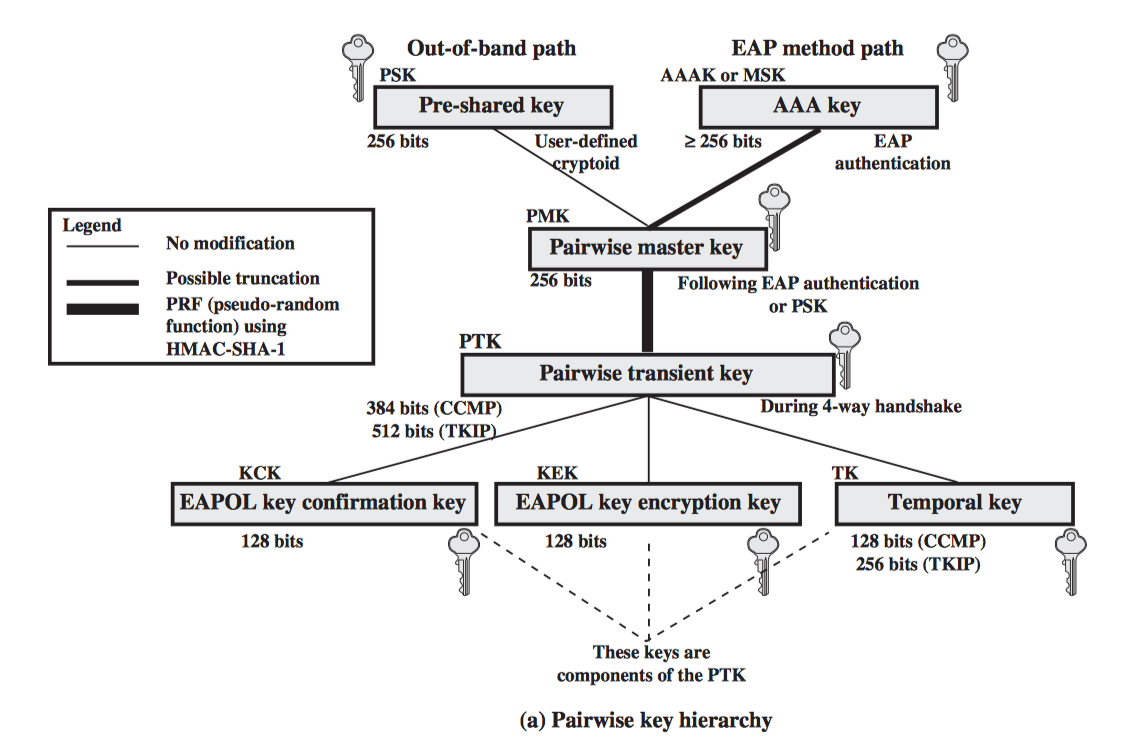 Out-of-band path
EAP method path
PSK
AAAK or MSK
Pre-shared key
AAA key
256 bits
User-defined
cryptoid
≥ 256 bits
EAP
authentication
Legend
No modification
Possible truncation
PRF (pseudo-random
function) using
HMAC-SHA-1
PMK
Pairwise master key
256 bits
Following EAP authentication
or PSK
PTK
Pairwise transient key
384 bits (CCMP)
512 bits (TKIP)
During 4-way handshake
KCK
KEK
TK
EAPOL key confirmation key
EAPOL key encryption key
Temporal key
128 bits
128 bits
128 bits (CCMP)
256 bits (TKIP)
These keys are
components of the PTK
(a) Pairwise key hierarchy